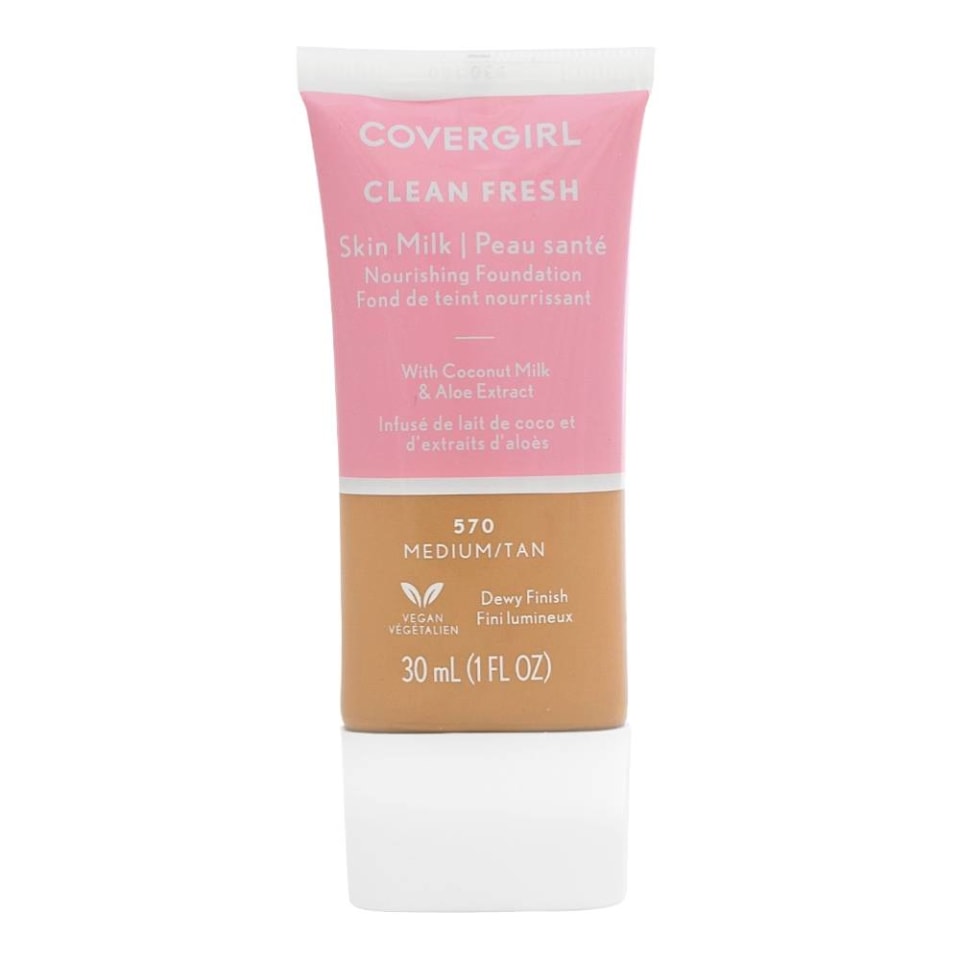 COVERGIRL
CLEAN FRESH
Skin Milk | Peau santé
Nourishing Foundation
Fond de teint nourrissant
With Coconut Milk
& Aloe Extract
Infusé de lait de coco et
d'extraits d'aloès
570
MEDIUM/TAN
VEGAN
VÉGÉTALIEN
Dewy Finish
Fini lumineux
30 mL (1 FL OZ)